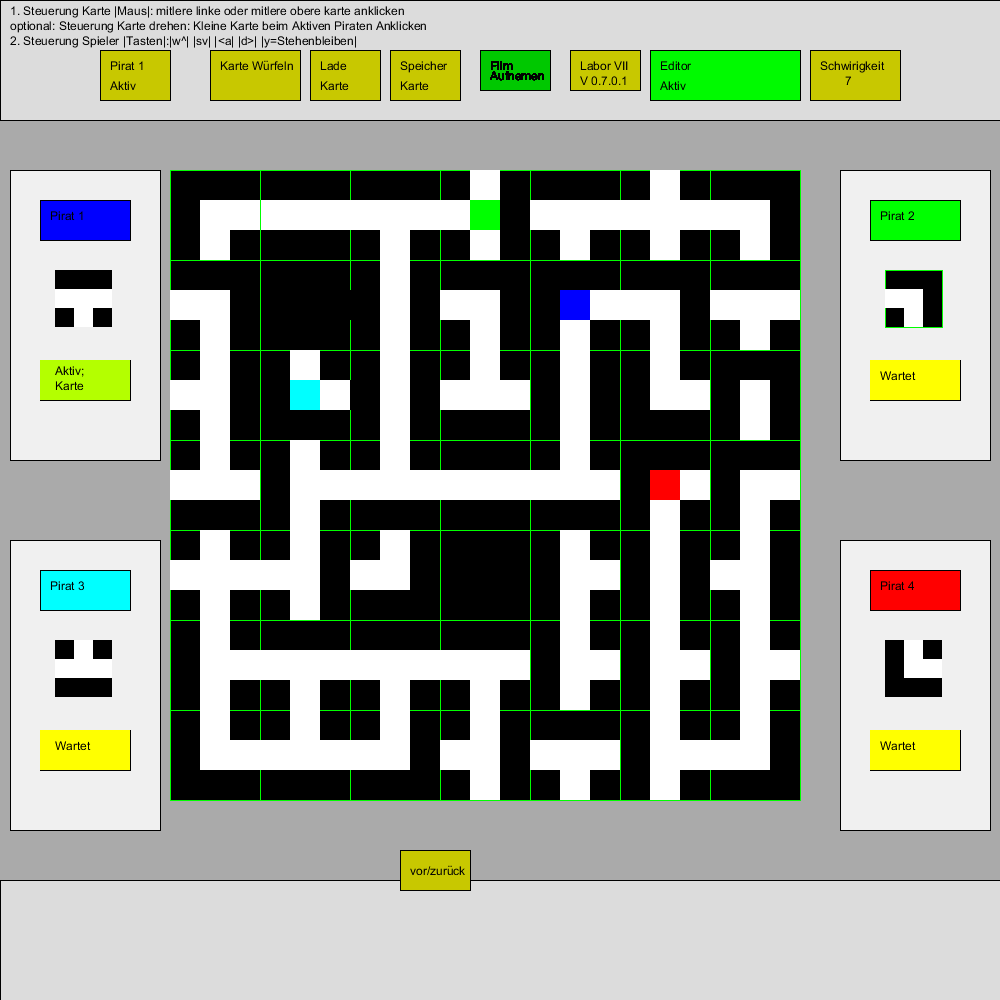 1. Steuerung Karte |Maus|: mitlere linke oder mitlere obere karte anklicken
optional: Steuerung Karte drehen: Kleine Karte beim Aktiven Piraten Anklicken
2. Steuerung Spieler |Tasten|:|w^| |sv| |<a| |d>| |y=Stehenbleiben|
Pirat 1
Aktiv
Karte Würfeln
Lade
Karte
Speicher
Karte
Film
Aufnemen
Labor VII
V 0.7.0.1
Editor
Aktiv
Schwirigkeit
7
Pirat 1
Aktiv;
Karte
Pirat 2
Wartet
Pirat 3
Wartet
Pirat 4
Wartet
vor/zurück